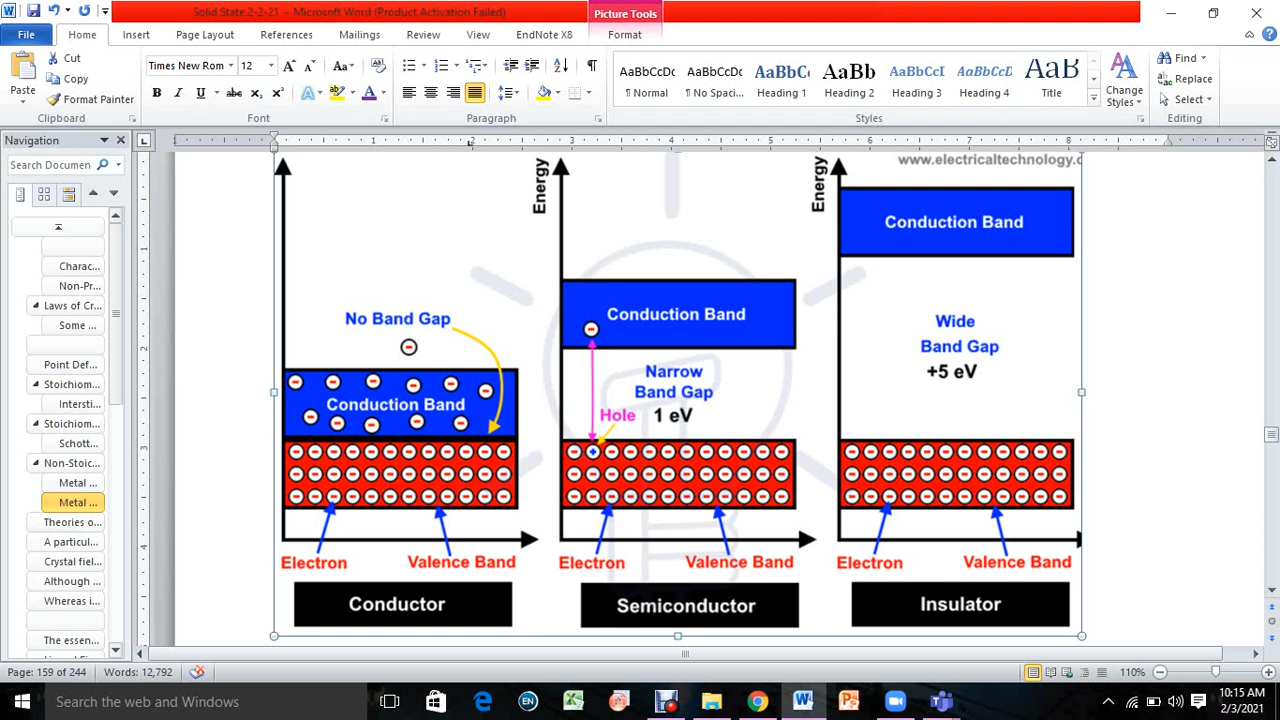 Solid State.2-2-21 - Microsoft Word (Product Activation Failed)
Picture Tools
File
Home
Insert
Page Layout
References
Mailings
Review
View
EndNote X8
Format
Paste
Cut
Copy
Format Painter
Clipboard
Times New Rom
12
Font
Paragraph
AaBbCcDc
¶ Normal
AaBbCcDc
¶ No Spaci...
AaBbC
Heading 1
AaBbCc
Heading 2
AaBbCcI
Heading 3
AaBbCcI
Heading 4
AaB
Title
Change
Styles
Styles
Find
Replace
Select
Editing
Navigation
Search Documen
Charac...
Non-Pr...
Laws of Cr...
Some ...
Point Def...
Stoichiom...
Intersti...
Stoichiom...
Schott...
Non-Stoic...
Metal ...
Metal ...
Theories o...
A particul...
Crystal fiel...
Although ...
Whereas i...
The essen...
www.electricaltechnology.c
No Band Gap
Conduction Band
Electron
Valence Band
Conductor
Energy
Conduction Band
Narrow
Band Gap
1 eV
Hole
Electron
Valence Band
Semiconductor
Energy
Conduction Band
Wide
Band Gap
+5 eV
Electron
Valence Band
Insulator
Page: 159 of 244
Words: 12,792
110%
Search the web and Windows
10:15 AM
2/3/2021